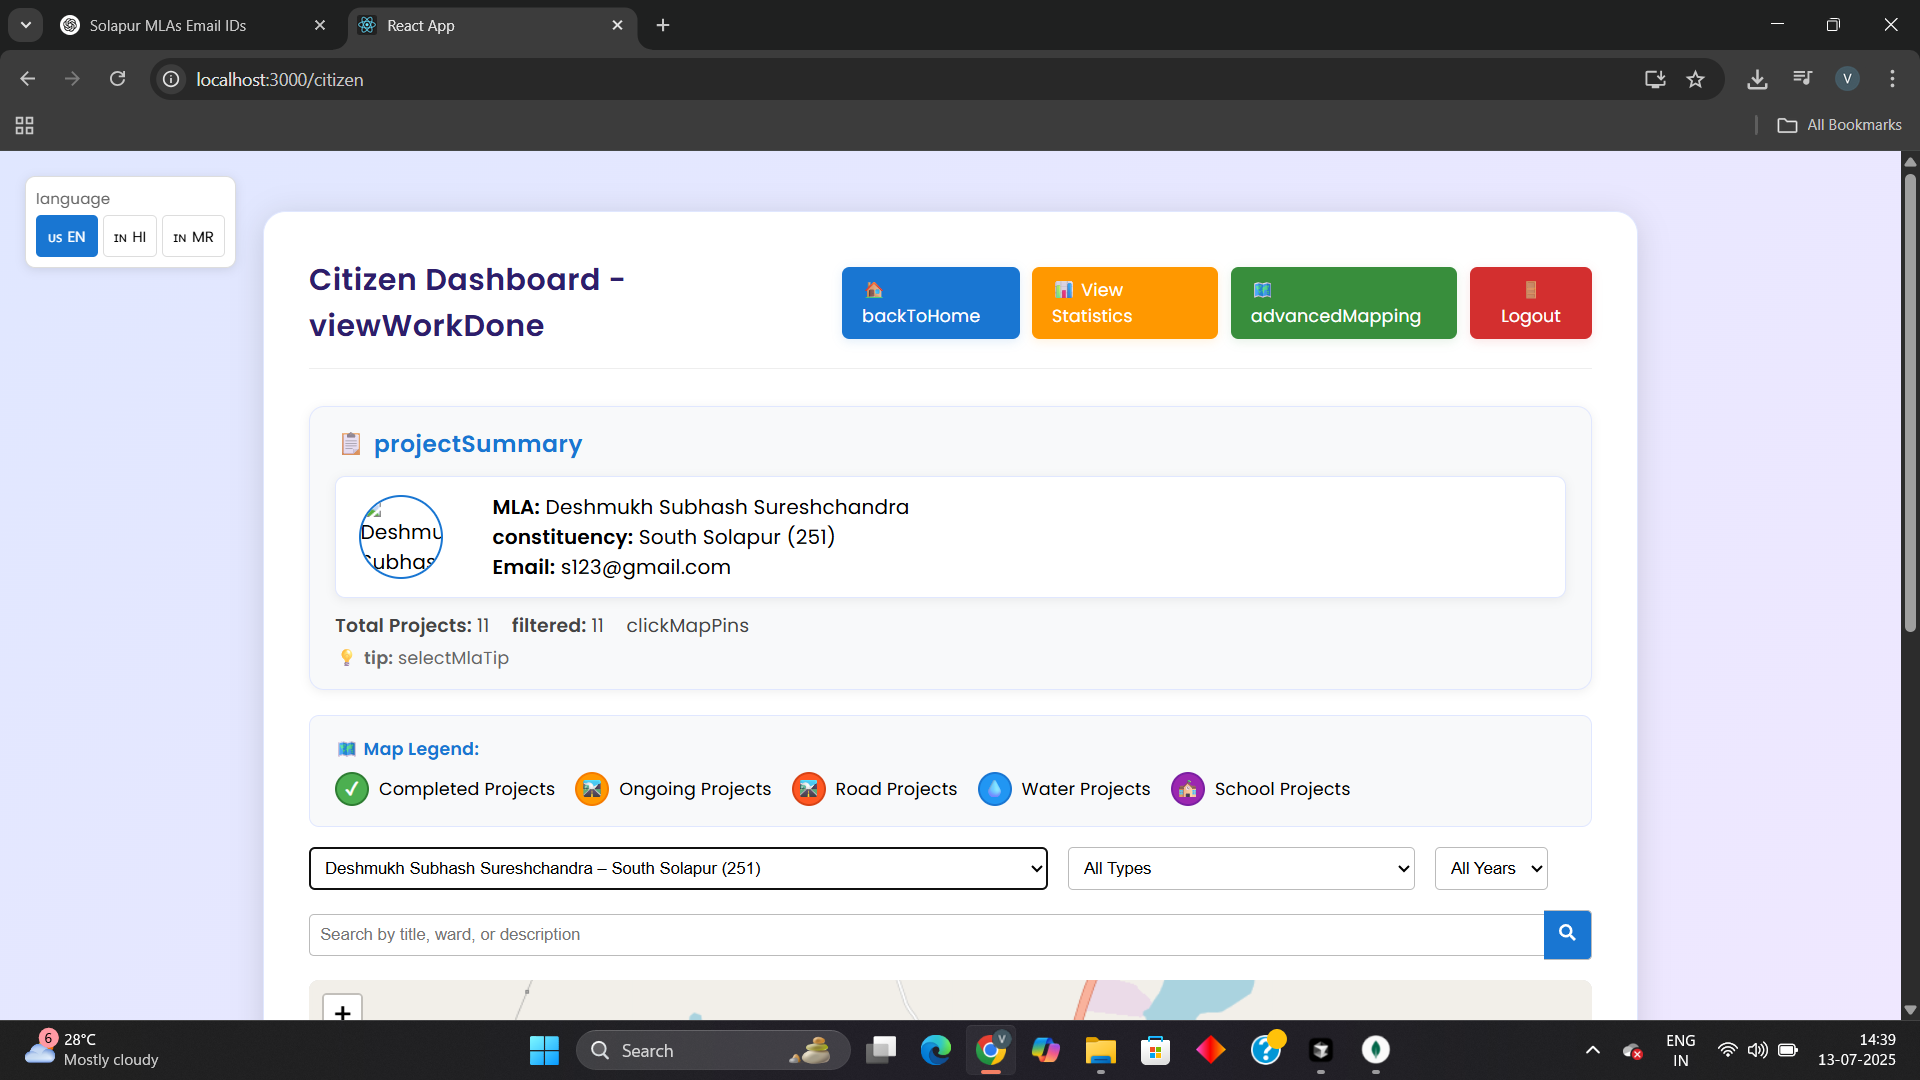 Solapur MLAs Email IDs
React App
localhost:3000/citizen
V
All Bookmarks
language
US EN
IN HI
IN MR
Citizen Dashboard -
viewWorkDone
backToHome
View
Statistics
advancedMapping
Logout
projectSummary
Deshmu
Subhas
MLA: Deshmukh Subhash Sureshchandra
constituency: South Solapur (251)
Email: s123@gmail.com
Total Projects: 11 filtered: 11 clickMapPins
tip: selectMlaTip
Map Legend:
Completed Projects
Ongoing Projects
Road Projects
Water Projects
School Projects
Deshmukh Subhash Sureshchandra – South Solapur (251)
All Types
All Years
Search by title, ward, or description
+
6
28°C
Mostly cloudy
Search
V
ENG
IN
14:39
13-07-2025